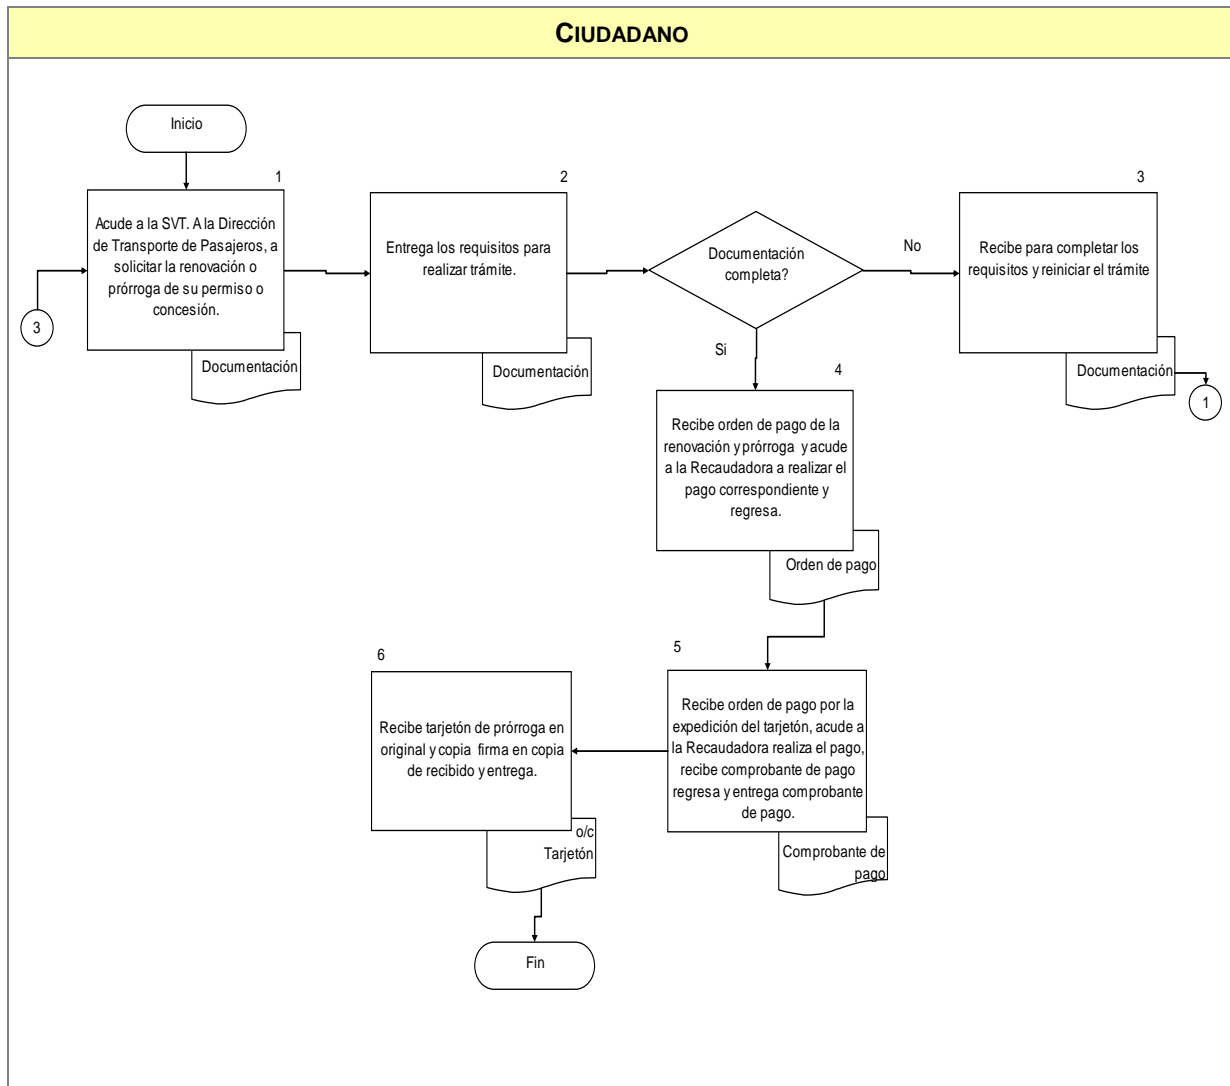 CIUDADANO
Inicio
1
Acude a la SVT. A la Dirección
de Transporte de Pasajeros, a
solicitar la renovación o
prórroga de su permiso o
concesión.
Documentación
3
2
Entrega los requisitos para
realizar trámite.
Documentación
Documentación
completa?
No
Si
3
Recibe para completar los
requisitos y reiniciar el trámite
Documentación
1
4
Recibe orden de pago de la
renovación y prórroga y acude
a la Recaudadora a realizar el
pago correspondiente y
regresa.
Orden de pago
5
Recibe orden de pago por la
expedición del tarjetón, acude a
la Recaudadora realiza el pago,
recibe comprobante de pago
regresa y entrega comprobante
de pago.
Comprobante de
pago
6
Recibe tarjetón de prórroga en
original y copia firma en copia
de recibido y entrega.
o/c
Tarjetón
Fin